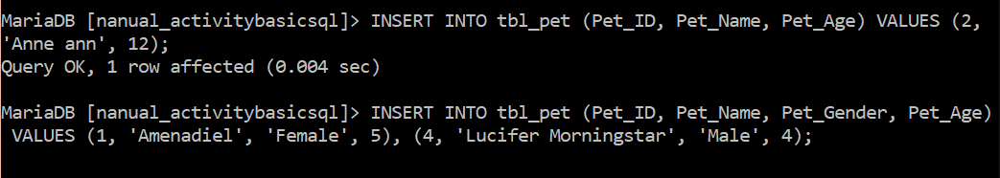 MariaDB [nanual_activitybasicsql]> INSERT INTO tbl_pet (Pet_ID, Pet_Name, Pet_Age) VALUES (2,
'Anne ann', 12);
Query OK, 1 row affected (0.004 sec)
MariaDB [nanual_activitybasicsql]> INSERT INTO tbl_pet (Pet_ID, Pet_Name, Pet_Gender, Pet_Age)
VALUES (1, 'Amenadiel', 'Female', 5), (4, 'Lucifer Morningstar', 'Male', 4);